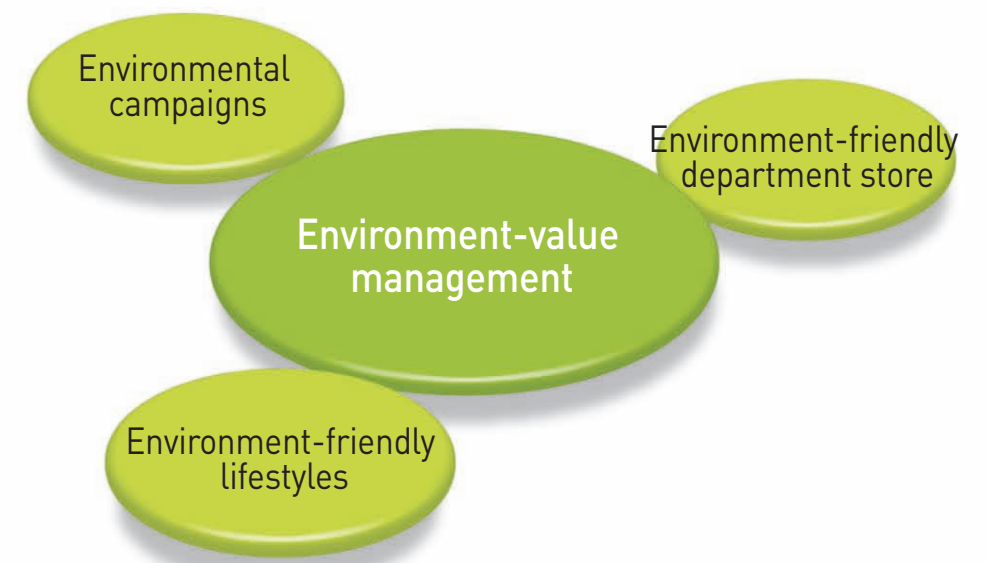 Environmental
campaigns
Environment-friendly
department store
Environment-value
management
Environment-friendly
lifestyles